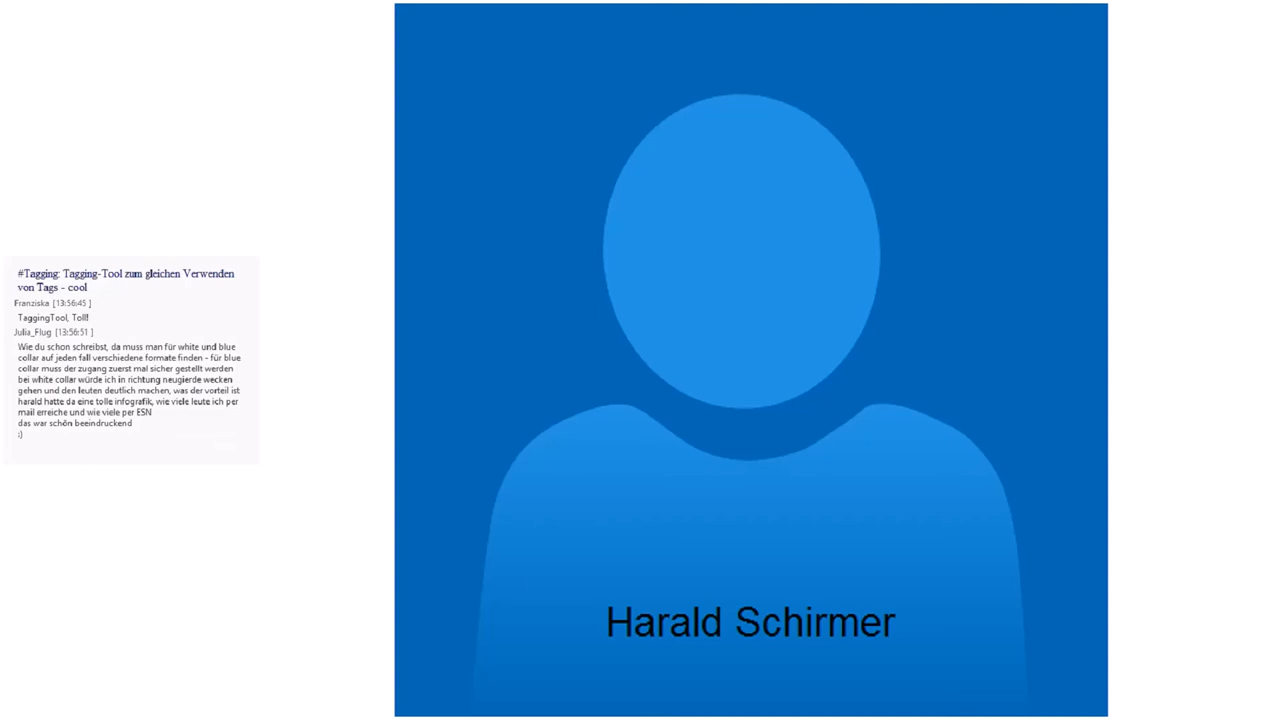 #Tagging: Tagging-Tool zum gleichen Verwenden
von Tags - cool
Franziska [13:56:45 ]
TaggingTool, Toll!
Julia_Flug [13:56:51 ]
Wie du schon schreibst, da muss man für white und blue
collar auf jeden fall verschiedene formate finden - für blue
collar muss der zugang zuerst mal sicher gestellt werden
bei white collar würde ich in richtung neugierde wecken
gehen und den leuten deutlich machen, was der vorteil ist
harald hatte da eine tolle infografik, wie viele leute ich per
mail erreiche und wie viele per ESN
das war schön beeindruckend
:)
Harald Schirmer